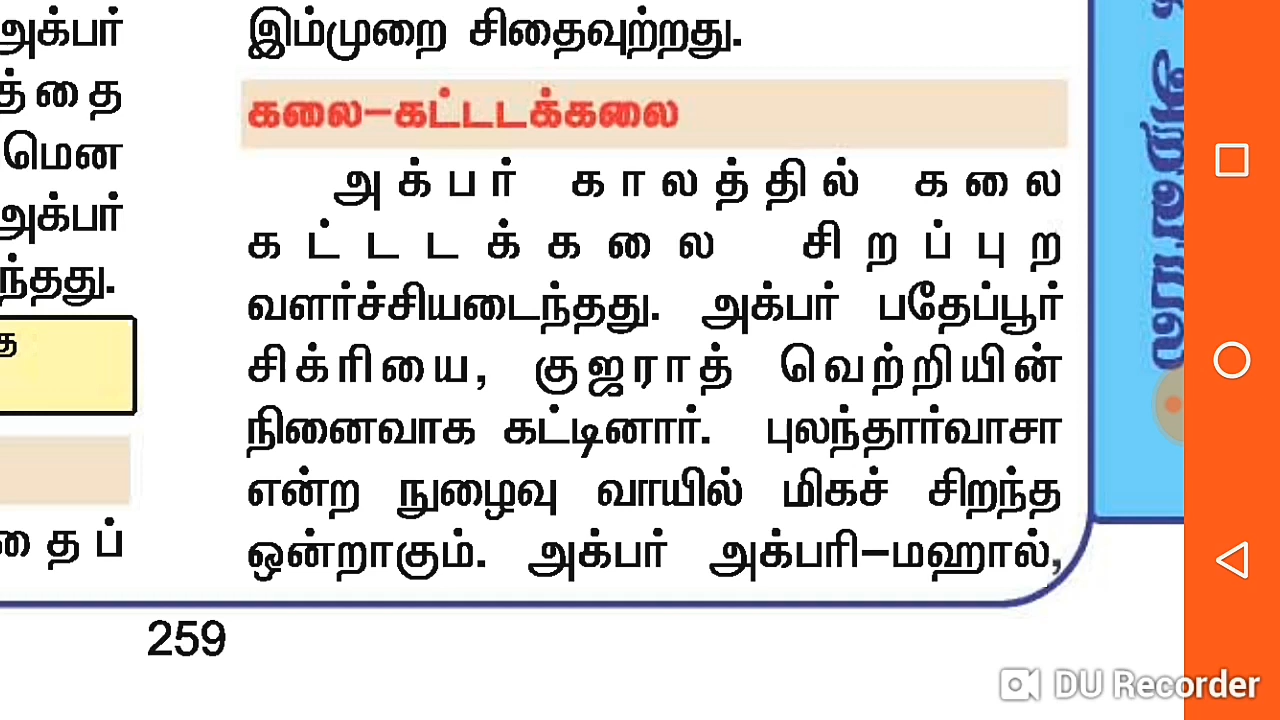 அக்பர்
த்தை
மென
அக்பர்
ந்தது.
தைப்
இம்முறை சிதைவுற்றது.
கலை-கட்டடக்கலை
அக்பர் காலத்தில் கலை
கட்டடக்கலை சிறப்புற
வளர்ச்சியடைந்தது. அக்பர் பதேப்பூர்
சிக்ரியை, குஜராத் வெற்றியின்
நினைவாக கட்டினார். புலந்தார்வாசா
என்ற நுழைவு வாயில் மிகச் சிறந்த
ஒன்றாகும். அக்பர் அக்பரி-மஹால்,
259
DU Recorder